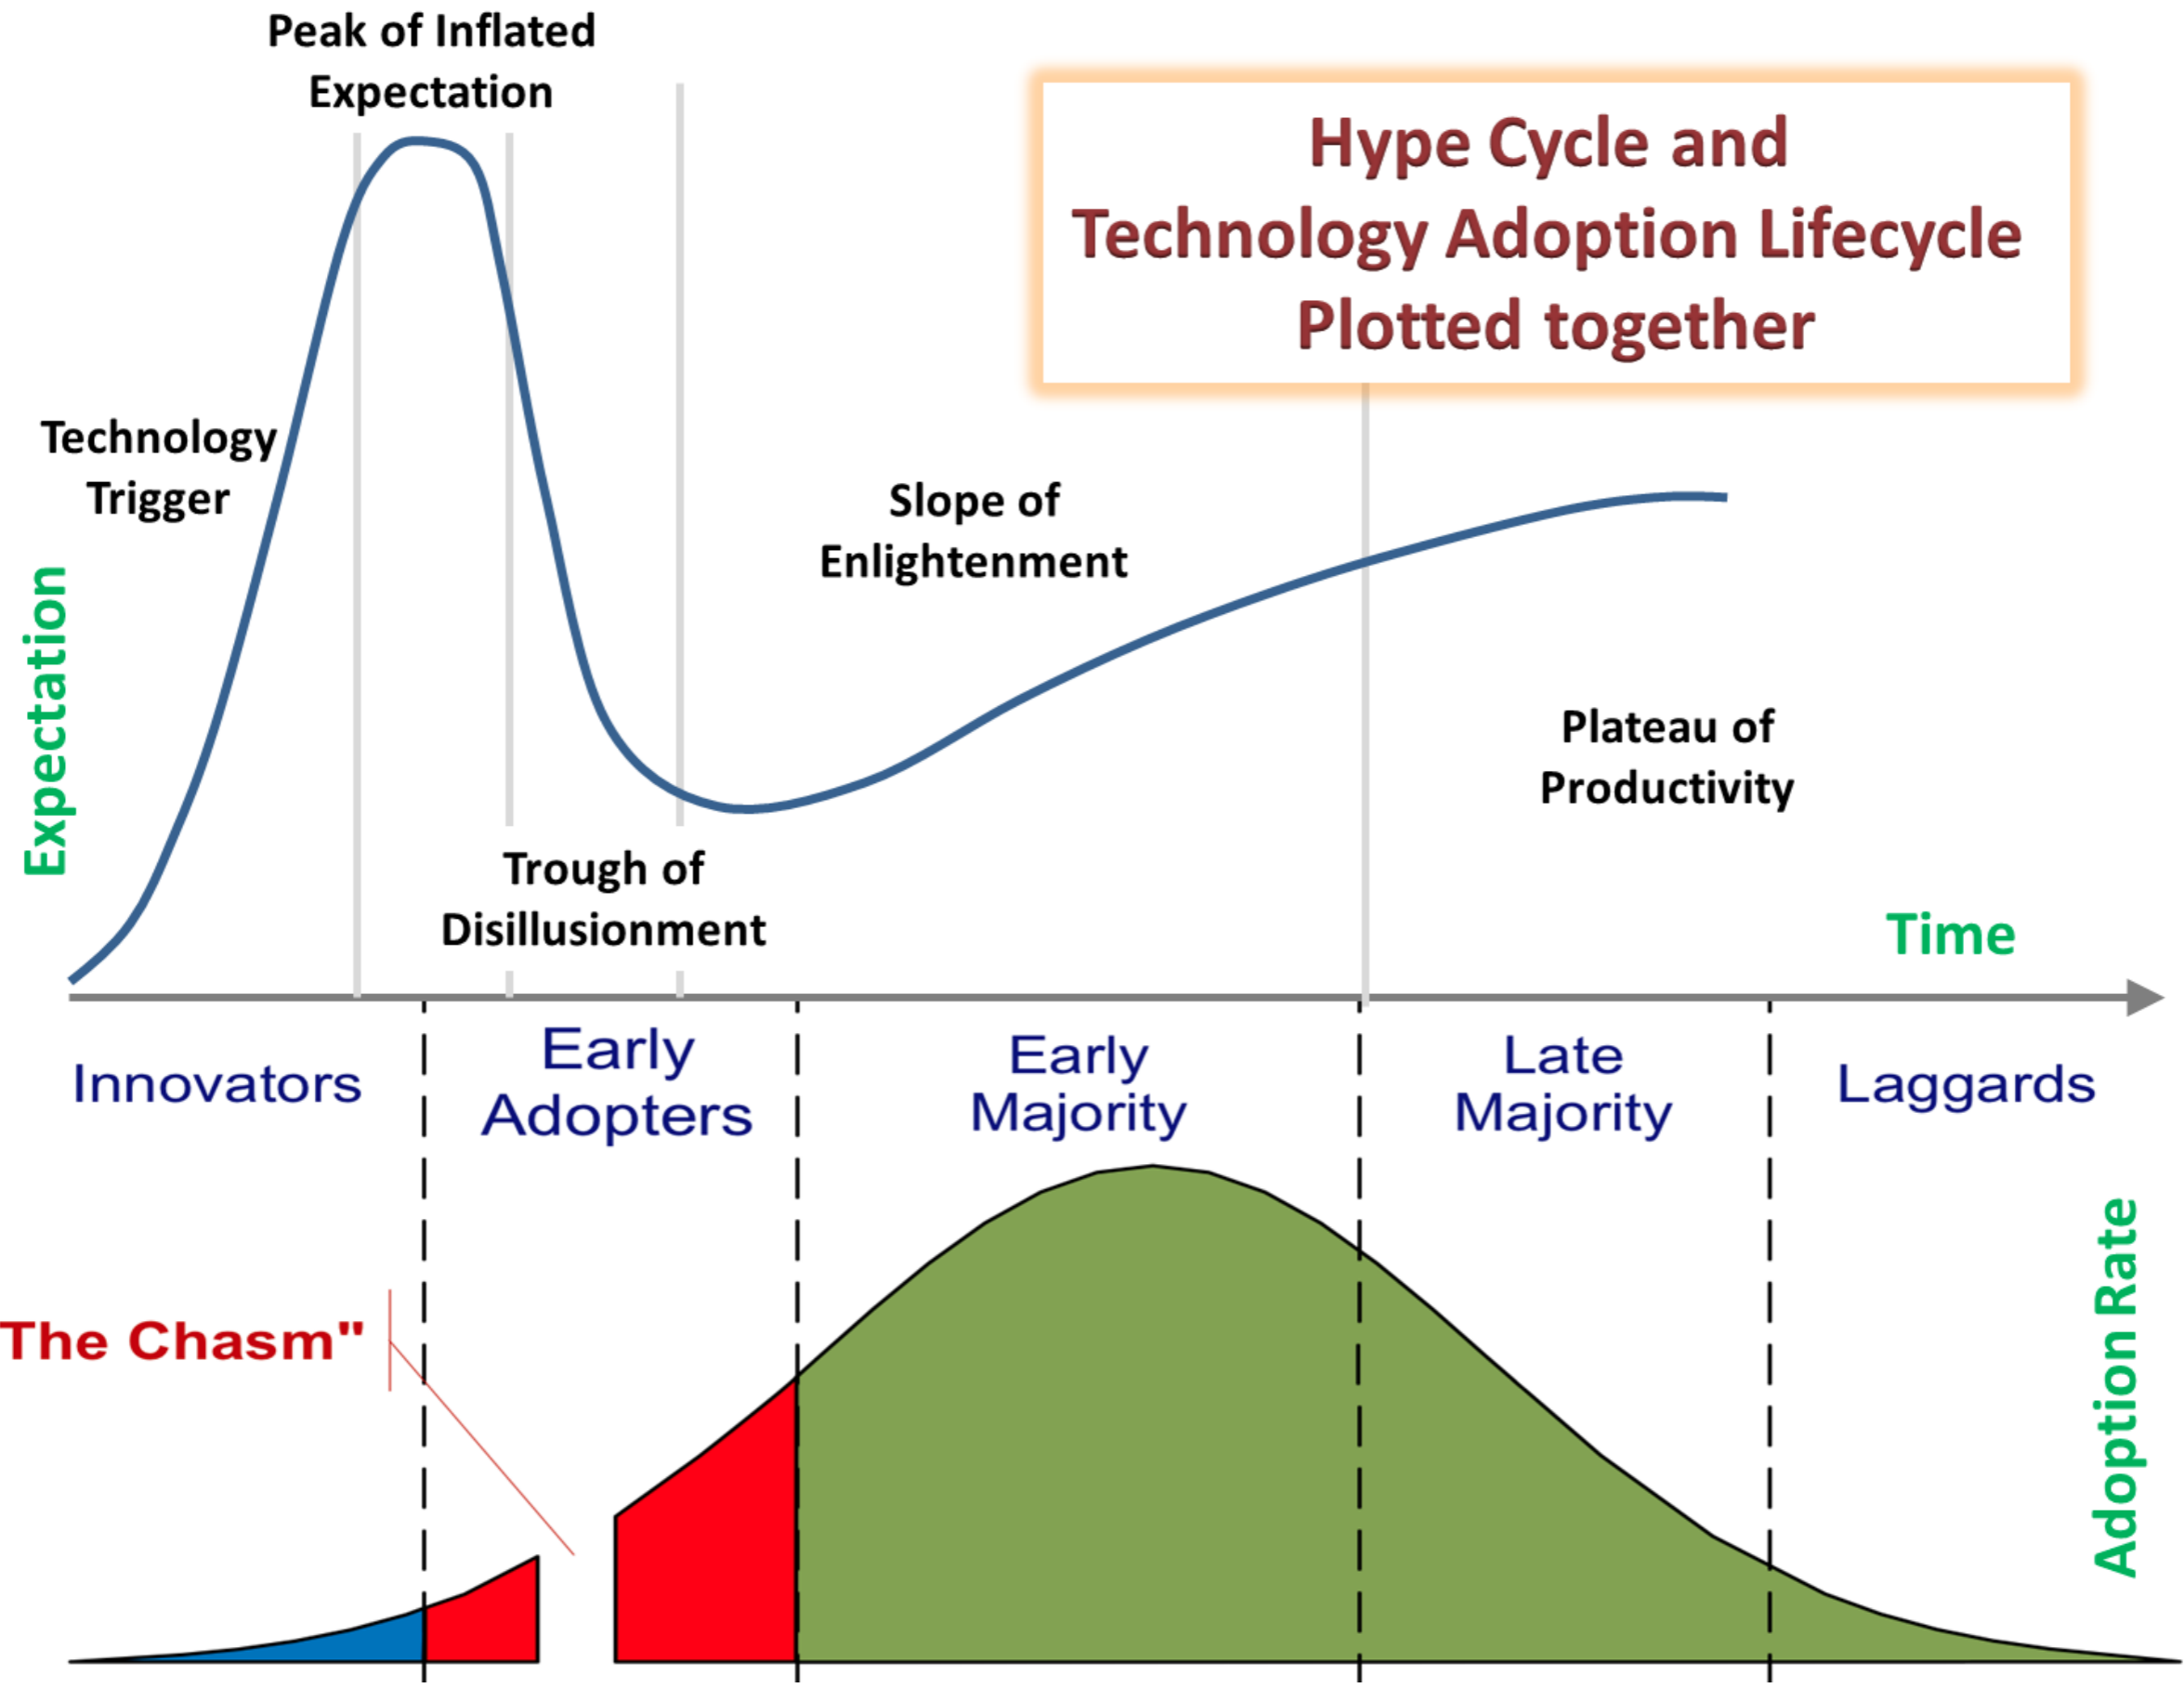 Peak of Inflated
Expectation
Hype Cycle and
Technology Adoption Lifecycle
Plotted together
Technology
Trigger
Slope of
Enlightenment
Expectation
Plateau of
Productivity
Trough of
Disillusionment
Time
Innovators
Early
Adopters
Early
Majority
Late
Majority
Laggards
The Chasm"
Adoption Rate